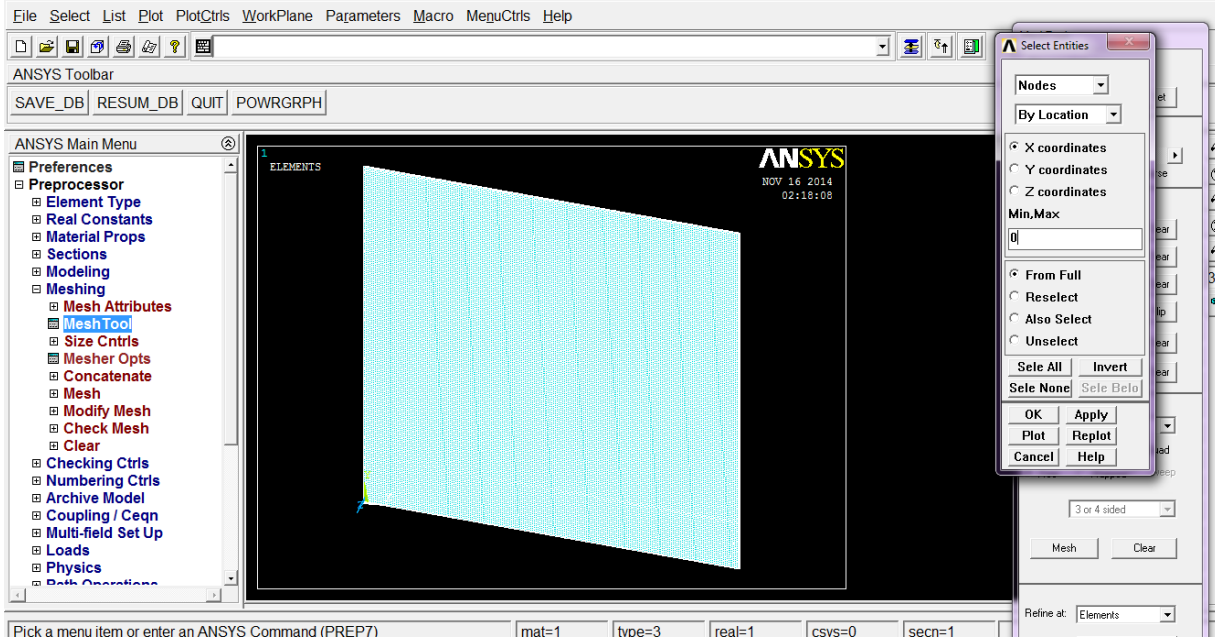 File Select List Plot PlotCtrls WorkPlane Parameters Macro MenuCtrls Help
ANSYS Toolbar
SAVE_DB RESUM_DB QUIT POWRGRPH
ANSYS Main Menu
Preferences
Preprocessor
Element Type
Real Constants
Material Props
Sections
Modeling
Meshing
Mesh Attributes
MeshTool
Size Cntrls
Mesher Opts
Concatenate
Mesh
Modify Mesh
Check Mesh
Clear
Checking Ctrls
Numbering Ctrls
Archive Model
Coupling / Ceqn
Multi-field Set Up
Loads
Physics
Path Operations
1
ELEMENTS
ANSYS
NOV 16 2014
02:18:08
Z
Select Entities
Nodes
By Location
X coordinates
Y coordinates
Z coordinates
Min,Max
0
From Full
Reselect
Also Select
Unselect
Sele All Invert
Sele None Sele Belo
OK Apply
Plot Replot
Cancel Help
3 or 4 sided
Mesh Clear
Refine at: Elements
Pick a menu item or enter an ANSYS Command (PREP7) mat=1 type=3 real=1 csys=0 secn=1